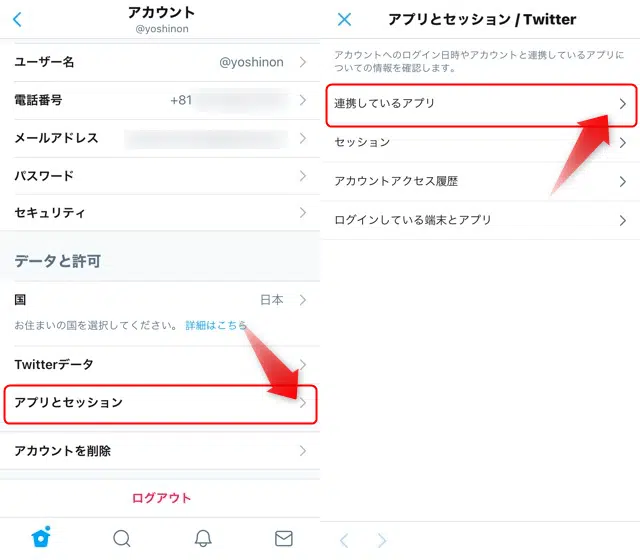 アカウント
@yoshinon
ユーザー名 @yoshinon
電話番号 +81
メールアドレス
パスワード
セキュリティ
データと許可
国 日本
お住まいの国を選択してください。 詳細はこちら
Twitterデータ
アプリとセッション
アカウントを削除
ログアウト
アプリとセッション / Twitter
アカウントへのログイン日時やアカウントと連携しているアプリに
ついての情報を確認します。
連携しているアプリ
セッション
アカウントアクセス履歴
ログインしている端末とアプリ